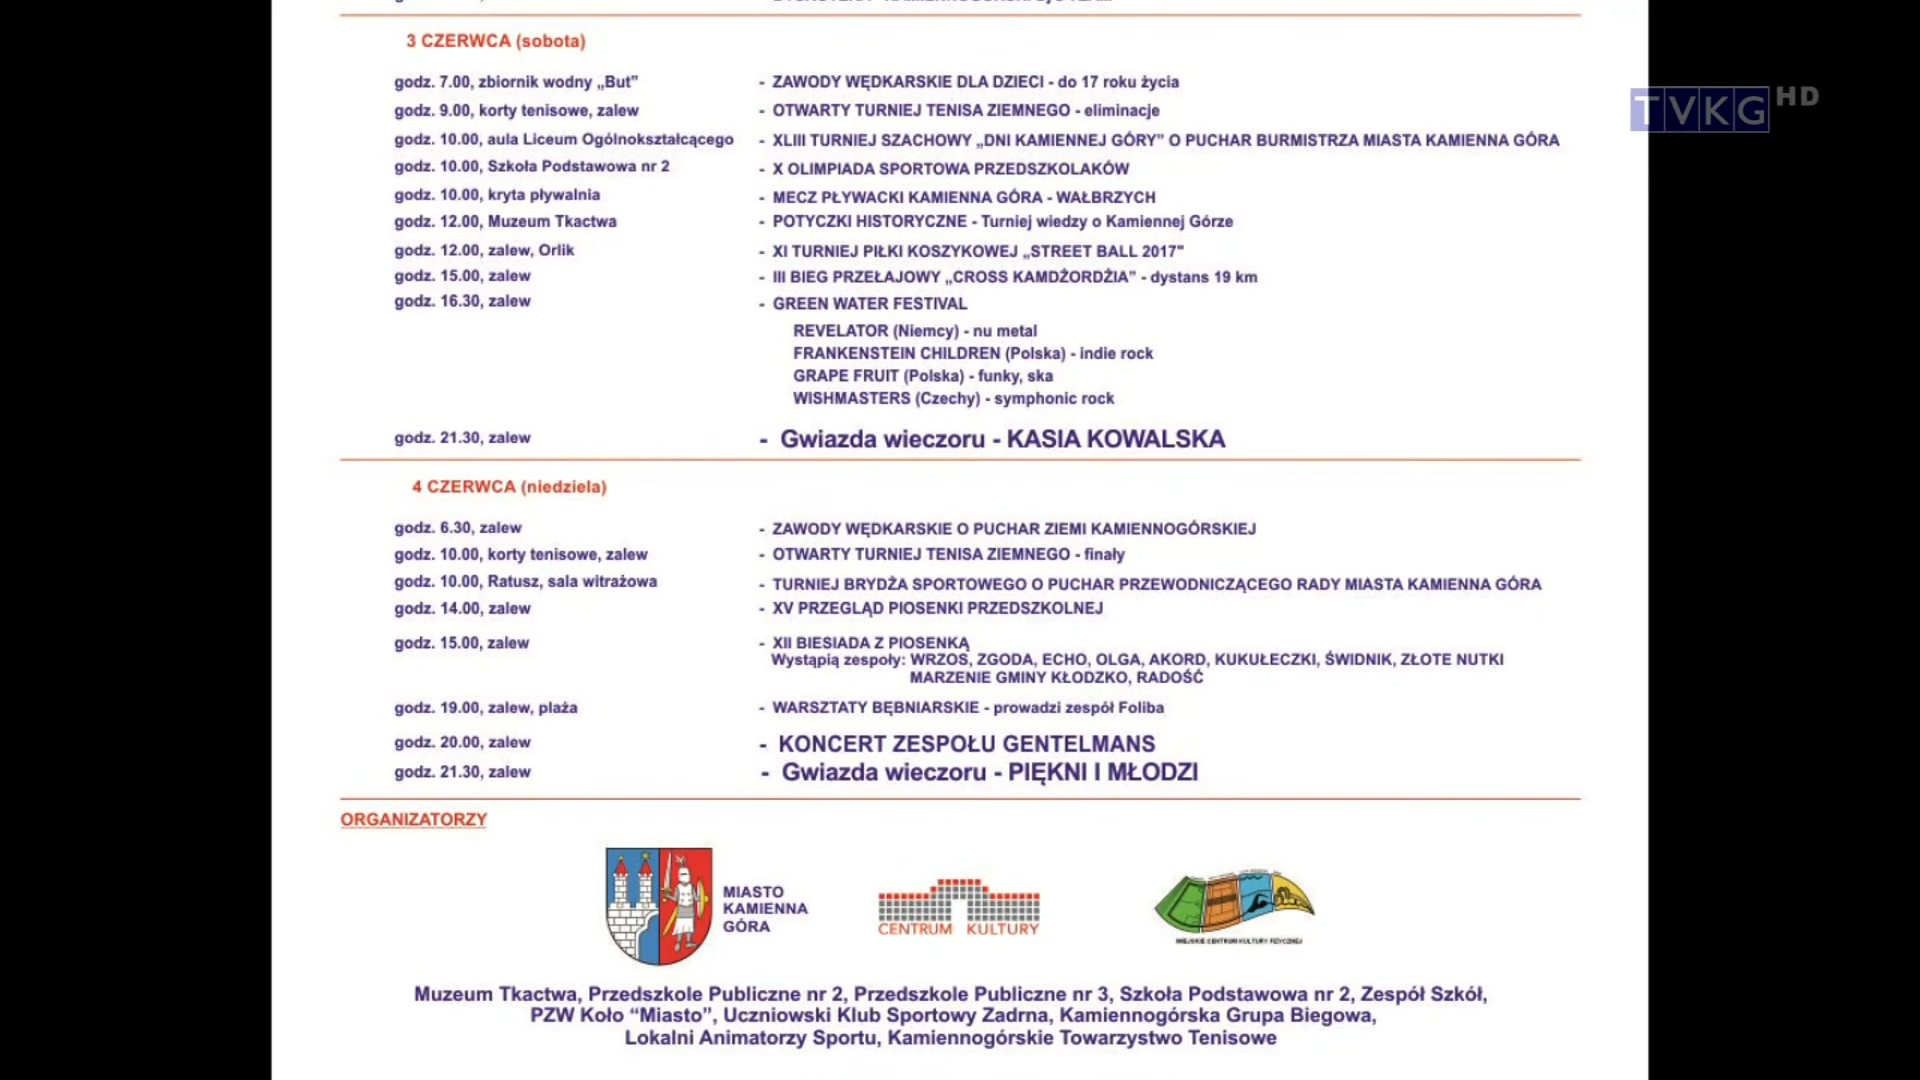 3 CZERWCA (sobota)
godz. 7.00, zbiornik wodny „But” - ZAWODY WĘDKARSKIE DLA DZIECI - do 17 roku życia
godz. 9.00, korty tenisowe, zalew - OTWARTY TURNIEJ TENISA ZIEMNEGO - eliminacje
godz. 10.00, aula Liceum Ogólnokształcącego - XLIII TURNIEJ SZACHOWY „DNI KAMIENNEJ GÓRY” O PUCHAR BURMISTRZA MIASTA KAMIENNA GÓRA
godz. 10.00, Szkoła Podstawowa nr 2 - X OLIMPIADA SPORTOWA PRZEDSZKOLAKÓW
godz. 10.00, kryta pływalnia - MECZ PŁYWACKI KAMIENNA GÓRA - WAŁBRZYCH
godz. 12.00, Muzeum Tkactwa - POTYCZKI HISTORYCZNE - Turniej wiedzy o Kamiennej Górze
godz. 12.00, zalew, Orlik - XI TURNIEJ PIŁKI KOSZYKOWEJ „STREET BALL 2017"
godz. 15.00, zalew - III BIEG PRZEŁAJOWY „CROSS KAMDŻORDŻIA” - dystans 19 km
godz. 16.30, zalew - GREEN WATER FESTIVAL
REVELATOR (Niemcy) - nu metal
FRANKENSTEIN CHILDREN (Polska) - indie rock
GRAPE FRUIT (Polska) - funky, ska
WISHMASTERS (Czechy) - symphonic rock
godz. 21.30, zalew - Gwiazda wieczoru - KASIA KOWALSKA
4 CZERWCA (niedziela)
godz. 6.30, zalew - ZAWODY WĘDKARSKIE O PUCHAR ZIEMI KAMIENNOGÓRSKIEJ
godz. 10.00, korty tenisowe, zalew - OTWARTY TURNIEJ TENISA ZIEMNEGO - finały
godz. 10.00, Ratusz, sala witrażowa - TURNIEJ BRYDŻA SPORTOWEGO O PUCHAR PRZEWODNICZĄCEGO RADY MIASTA KAMIENNA GÓRA
godz. 14.00, zalew - XV PRZEGLĄD PIOSENKI PRZEDSZKOLNEJ
godz. 15.00, zalew - XII BIESIADA Z PIOSENKĄ
Wystąpią zespoły: WRZOS, ZGODA, ECHO, OLGA, AKORD, KUKUŁECZKI, ŚWIDNIK, ZŁOTE NUTKI
MARZENIE GMINY KŁODZKO, RADOŚĆ
godz. 19.00, zalew, plaża - WARSZTATY BĘBNIARSKIE - prowadzi zespół Foliba
godz. 20.00, zalew - KONCERT ZESPOŁU GENTELMANS
godz. 21.30, zalew - Gwiazda wieczoru - PIĘKNI I MŁODZI
ORGANIZATORZY
MIASTO
KAMIENNA
GÓRA
CENTRUM KULTURY
MIEJSKIE CENTRUM KULTURY FIZYCZNEJ
Muzeum Tkactwa, Przedszkole Publiczne nr 2, Przedszkole Publiczne nr 3, Szkoła Podstawowa nr 2, Zespół Szkół,
PZW Koło “Miasto”, Uczniowski Klub Sportowy Zadrna, Kamiennogórska Grupa Biegowa,
Lokalni Animatorzy Sportu, Kamiennogórskie Towarzystwo Tenisowe
TVKG HD